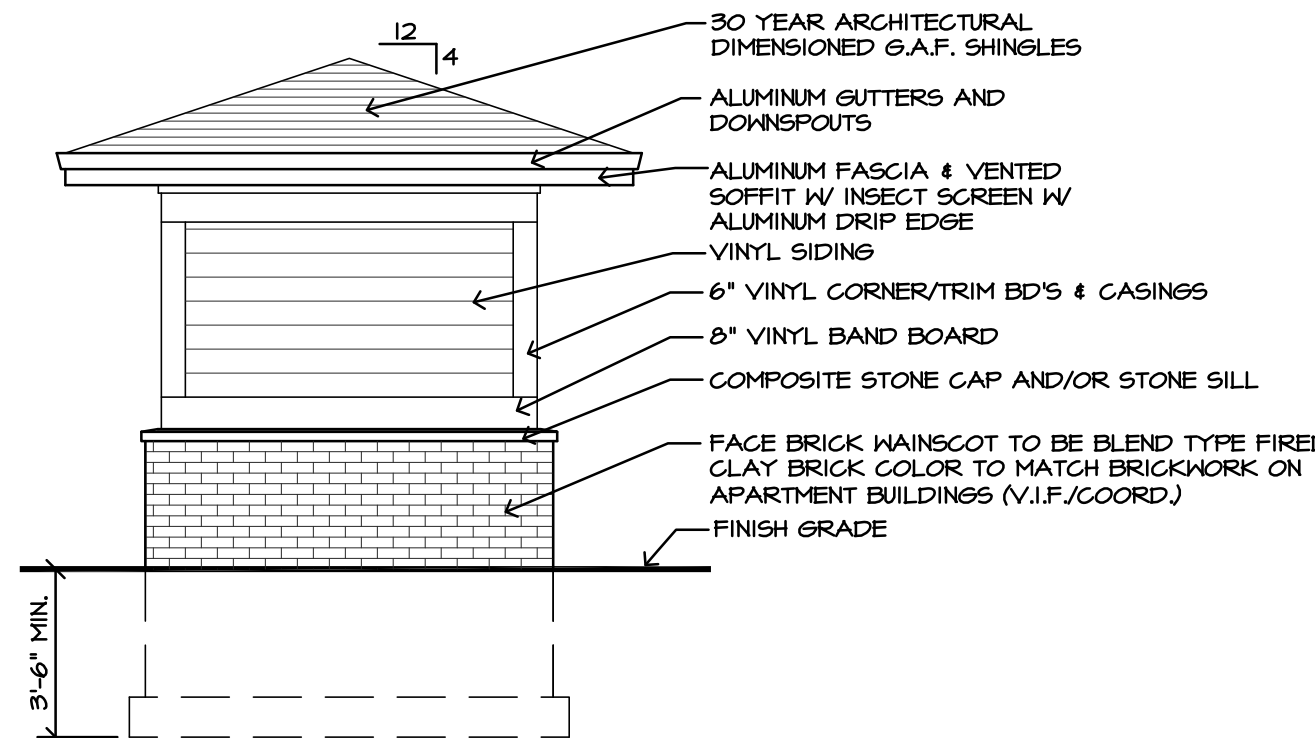 12
4
30 YEAR ARCHITECTURAL
DIMENSIONED G.A.F. SHINGLES
ALUMINUM GUTTERS AND
DOWNSPOUTS
ALUMINUM FASCIA & VENTED
SOFFIT W/ INSECT SCREEN W/
ALUMINUM DRIP EDGE
VINYL SIDING
6" VINYL CORNER/TRIM BD'S & CASINGS
8" VINYL BAND BOARD
COMPOSITE STONE CAP AND/OR STONE SILL
FACE BRICK WAINSCOT TO BE BLEND TYPE FIRED
CLAY BRICK COLOR TO MATCH BRICKWORK ON
APARTMENT BUILDINGS (V.I.F./COORD.)
FINISH GRADE
3'-6" MIN.